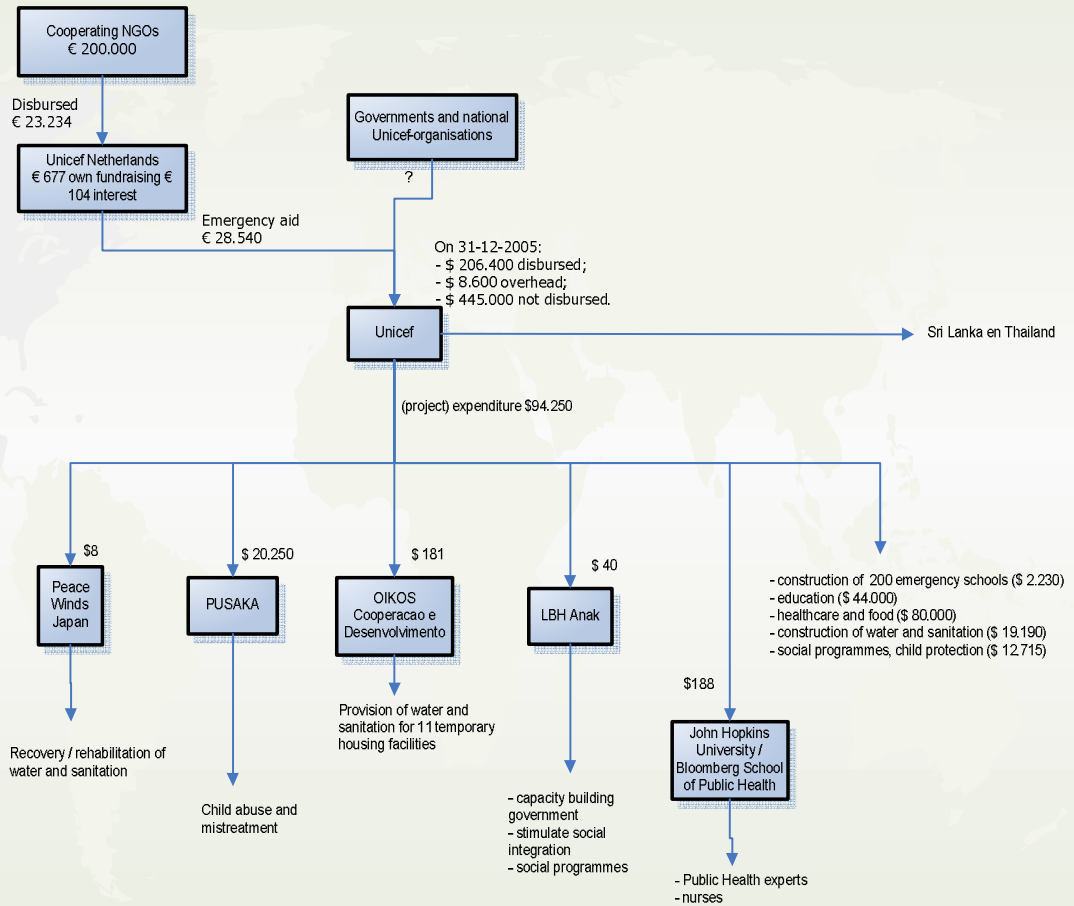 Cooperating NGOs
€ 200.000
Disbursed
€ 23.234
Unicef Netherlands
€ 677 own fundraising €
104 interest
Governments and national
Unicef-organisations
?
Emergency aid
€ 28.540
On 31-12-2005:
- $ 206.400 disbursed;
- $ 8.600 overhead;
- $ 445.000 not disbursed.
Unicef
Sri Lanka en Thailand
(project) expenditure $94.250
$8
Peace
Winds
Japan
Recovery / rehabilitation of
water and sanitation
$ 20.250
PUSAKA
Child abuse and
mistreatment
$ 181
OIKOS
Cooperacao e
Desenvolvimento
Provision of water and
sanitation for 11 temporary
housing facilities
$ 40
LBH Anak
- capacity building
government
- stimulate social
integration
- social programmes
$188
John Hopkins
University /
Bloomberg School
of Public Health
- Public Health experts
- nurses
- construction of 200 emergency schools ($ 2.230)
- education ($ 44.000)
- healthcare and food ($ 80.000)
- construction of water and sanitation ($ 19.190)
- social programmes, child protection ($ 12.715)